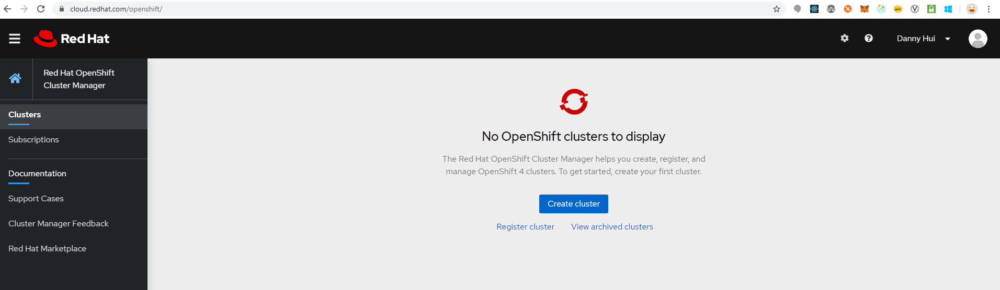 cloud.redhat.com/openshift/
Red Hat
Danny Hui
Red Hat OpenShift
Cluster Manager
Clusters
Subscriptions
Documentation
Support Cases
Cluster Manager Feedback
Red Hat Marketplace
No OpenShift clusters to display
The Red Hat OpenShift Cluster Manager helps you create, register, and
manage OpenShift 4 clusters. To get started, create your first cluster.
Create cluster
Register cluster
View archived clusters